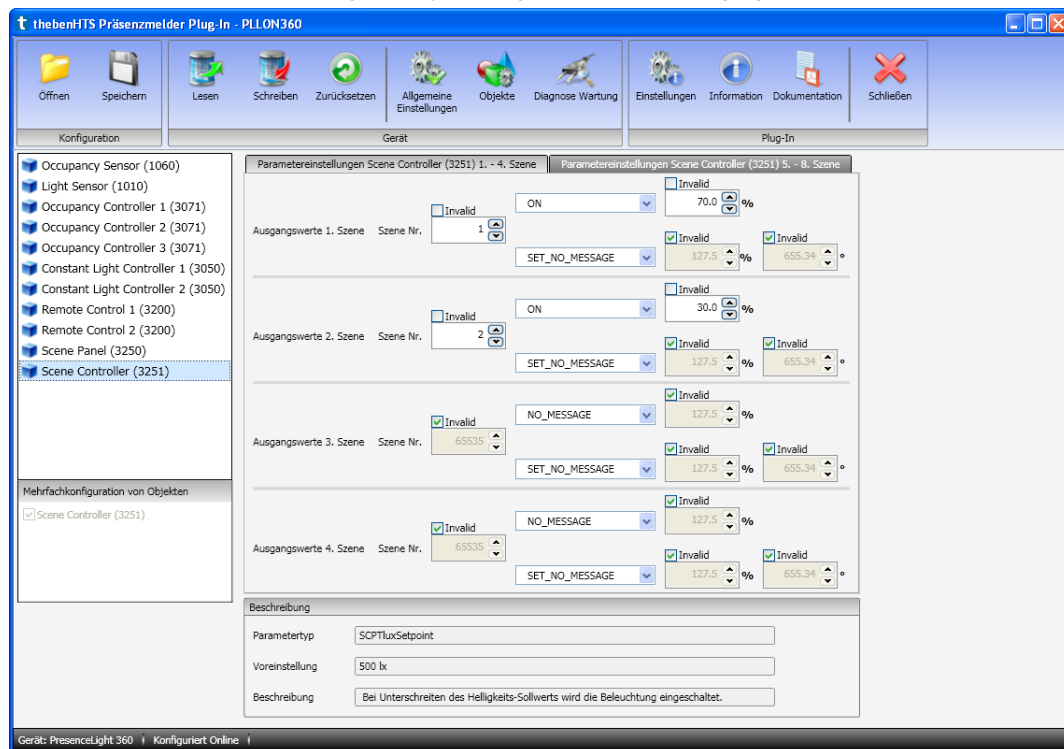 thebenHTS Präsenzmelder Plug-In - PLLON360
Öffnen Speichern Lesen Schreiben Zurücksetzen Allgemeine Einstellungen Objekte Diagnose Wartung Einstellungen Information Dokumentation Schließen
Konfiguration Gerät Plug-In
Occupancy Sensor (1060)
Light Sensor (1010)
Occupancy Controller 1 (3071)
Occupancy Controller 2 (3071)
Occupancy Controller 3 (3071)
Constant Light Controller 1 (3050)
Constant Light Controller 2 (3050)
Remote Control 1 (3200)
Remote Control 2 (3200)
Scene Panel (3250)
Scene Controller (3251)
Mehrfachkonfiguration von Objekten
Scene Controller (3251)
Parametereinstellungen Scene Controller (3251) 1. - 4. Szene Parametereinstellungen Scene Controller (3251) 5. - 8. Szene
Invalid
Invalid ON 70.0 %
Ausgangswerte 1. Szene Szene Nr. 1
Invalid Invalid
SET_NO_MESSAGE 127.5 % 655.34 °
Invalid
Invalid ON 30.0 %
Ausgangswerte 2. Szene Szene Nr. 2
Invalid Invalid
SET_NO_MESSAGE 127.5 % 655.34 °
Invalid
Invalid NO_MESSAGE 127.5 %
Ausgangswerte 3. Szene Szene Nr. 65535
Invalid Invalid
SET_NO_MESSAGE 127.5 % 655.34 °
Invalid
Invalid NO_MESSAGE 127.5 %
Ausgangswerte 4. Szene Szene Nr. 65535
Invalid Invalid
SET_NO_MESSAGE 127.5 % 655.34 °
Beschreibung
Parametertyp SCPTluxSetpoint
Voreinstellung 500 lx
Beschreibung Bei Unterschreiten des Helligkeits-Sollwerts wird die Beleuchtung eingeschaltet.
Gerät: PresenceLight 360 Konfiguriert Online